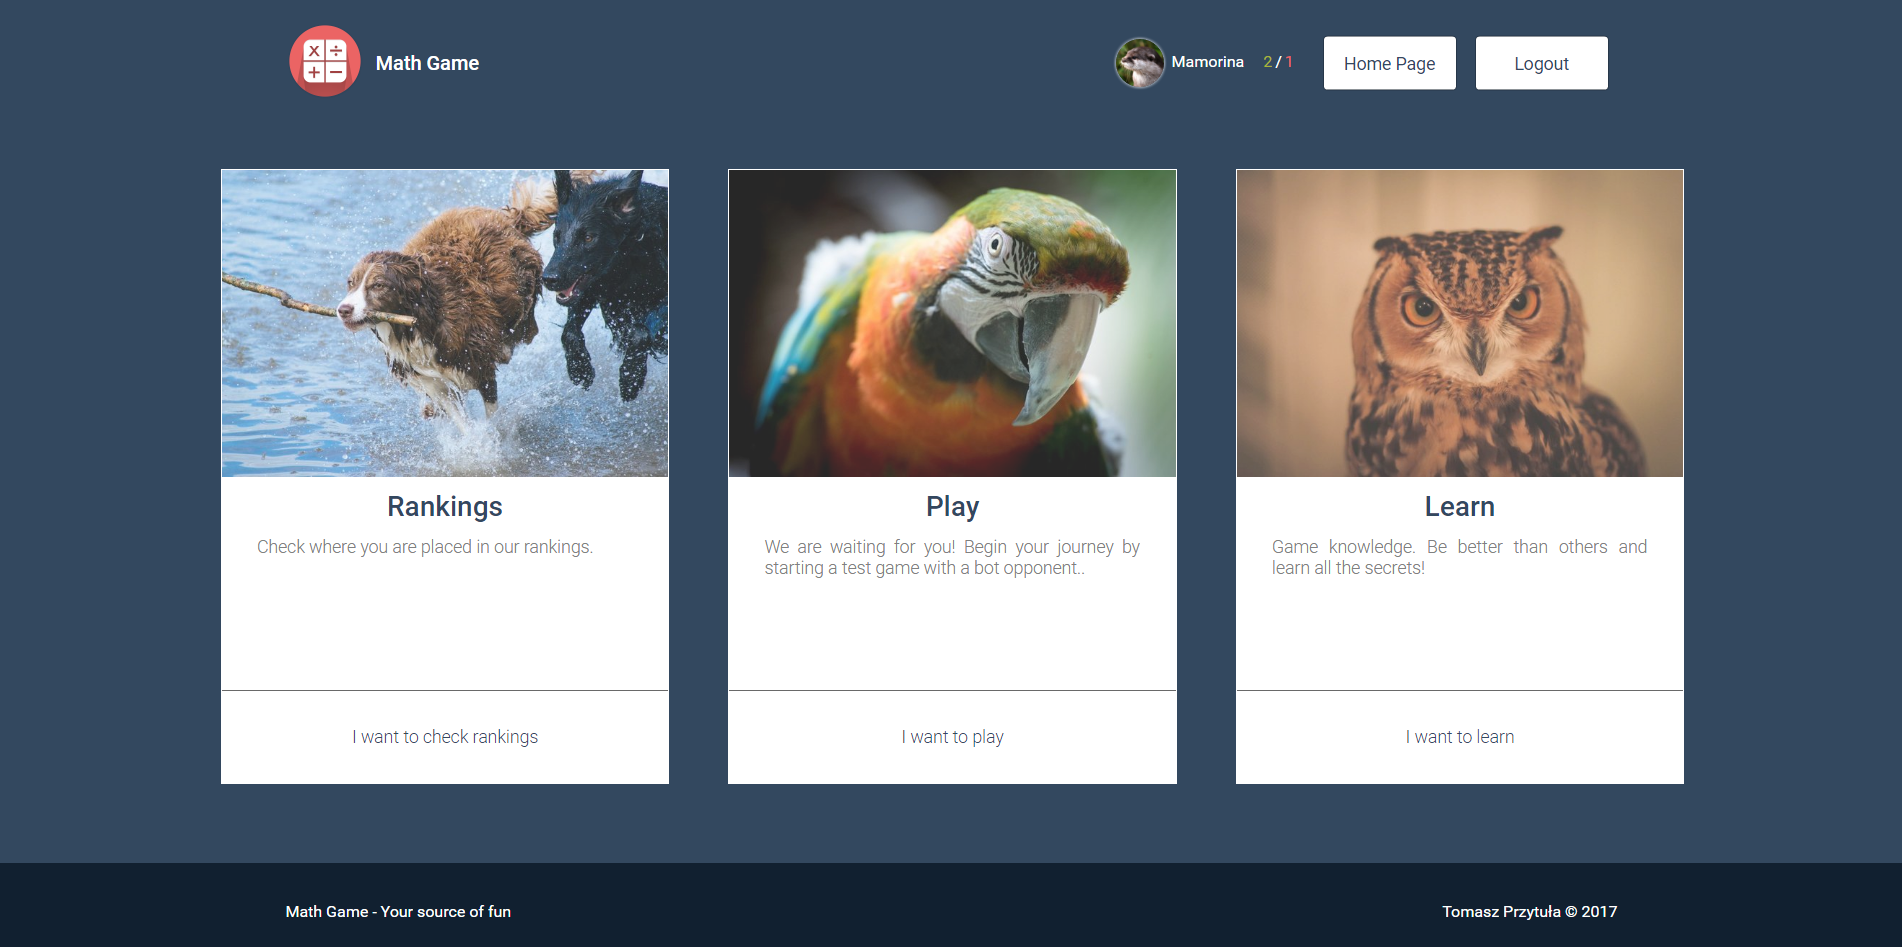 Math Game
Mamorina 2 / 1
Home Page
Logout
Rankings
Check where you are placed in our rankings.
I want to check rankings
Play
We are waiting for you! Begin your journey by
starting a test game with a bot opponent..
I want to play
Learn
Game knowledge. Be better than others and
learn all the secrets!
I want to learn
Math Game - Your source of fun
Tomasz Przytuła © 2017